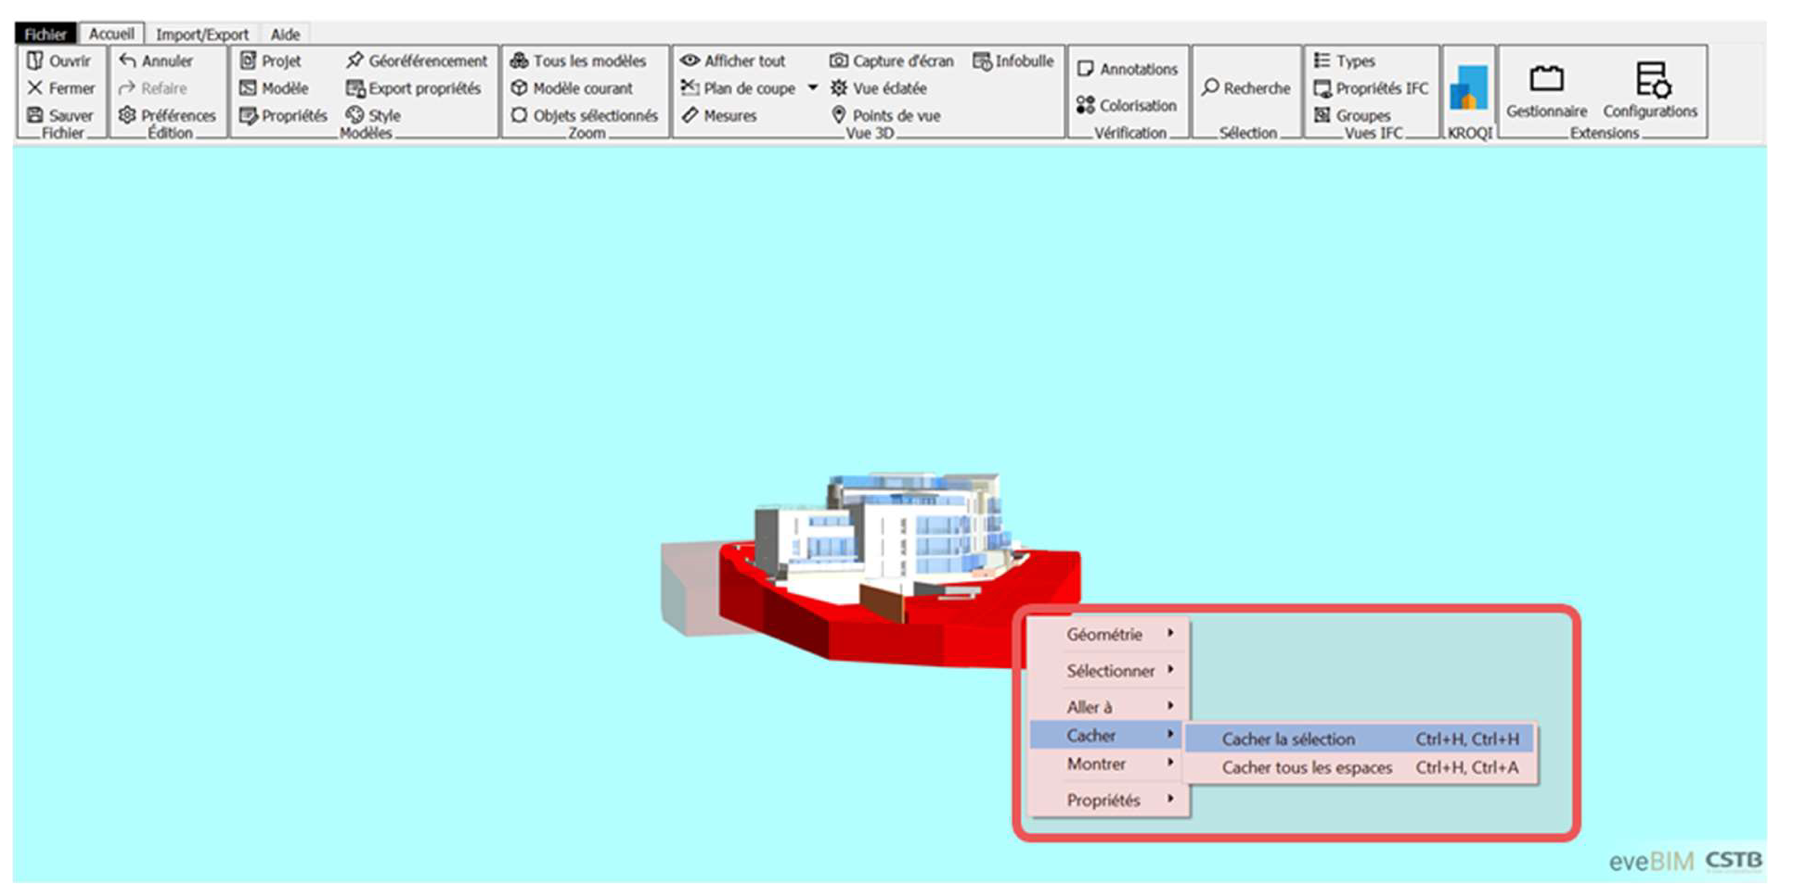 Fichier Accueil Import/Export Aide
Ouvrir Annuler Projet Géoréférencement Tous les modèles Afficher tout Capture d'écran Infobulle Annotations Types
Fermer Refaire Modèle Export propriétés Modèle courant Plan de coupe Vue éclatée Colorisation Recherche Propriétés IFC Gestionnaire Configurations
Sauver Préférences Propriétés Style Objets sélectionnés Mesures Points de vue Groupes
Fichier Édition Modèles Zoom Vue 3D Vérification Sélection Vues IFC KROQI Extensions
Géométrie
Sélectionner
Aller à
Cacher
Cacher la sélection Ctrl+H, Ctrl+H
Montrer
Cacher tous les espaces Ctrl+H, Ctrl+A
Propriétés
eveBIM CSTB